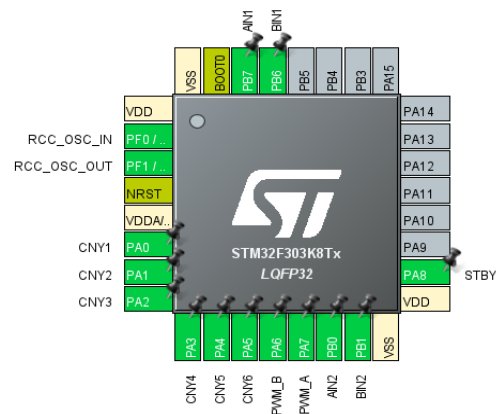 AIN1
BIN1
VSS
BOOT0
PB7
PB6
PB5
PB4
PB3
PA15
VDD
RCC_OSC_IN PF0 / ..
RCC_OSC_OUT PF1 / ..
NRST
VDDA/..
CNY1 PA0
CNY2 PA1
CNY3 PA2
ST
STM32F303K8Tx
LQFP32
PA14
PA13
PA12
PA11
PA10
PA9
PA8 STBY
VDD
PA3
PA4
PA5
PA6
PA7
PB0
PB1
VSS
CNY4
CNY5
CNY6
PWM_B
PWM_A
AIN2
BIN2